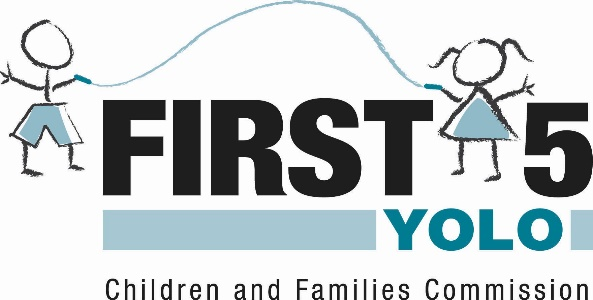 FIRST 5
YOLO
Children and Families Commission